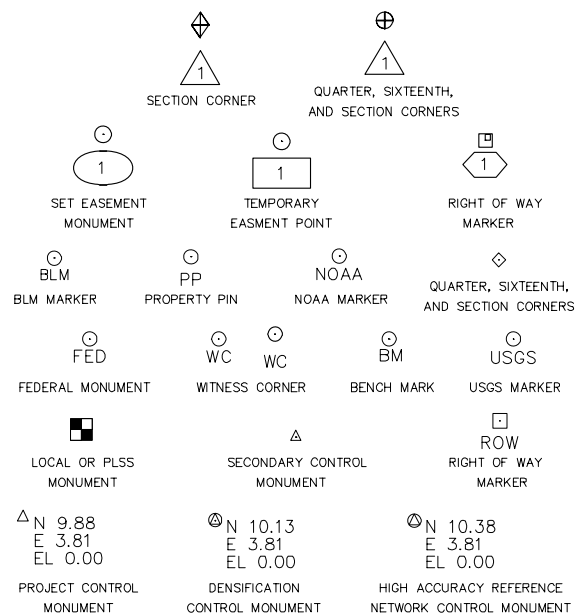 1
1
SECTION CORNER
QUARTER, SIXTEENTH,
AND SECTION CORNERS
1
1
1
SET EASEMENT
MONUMENT
TEMPORARY
EASMENT POINT
RIGHT OF WAY
MARKER
BLM
BLM MARKER
PP
PROPERTY PIN
NOAA
NOAA MARKER
QUARTER, SIXTEENTH,
AND SECTION CORNERS
FED
FEDERAL MONUMENT
WC
WC
WITNESS CORNER
BM
BENCH MARK
USGS
USGS MARKER
LOCAL OR PLSS
MONUMENT
SECONDARY CONTROL
MONUMENT
ROW
RIGHT OF WAY
MARKER
N 9.88
E 3.81
EL 0.00
PROJECT CONTROL
MONUMENT
N 10.13
E 3.81
EL 0.00
DENSIFICATION
CONTROL MONUMENT
N 10.38
E 3.81
EL 0.00
HIGH ACCURACY REFERENCE
NETWORK CONTROL MONUMENT